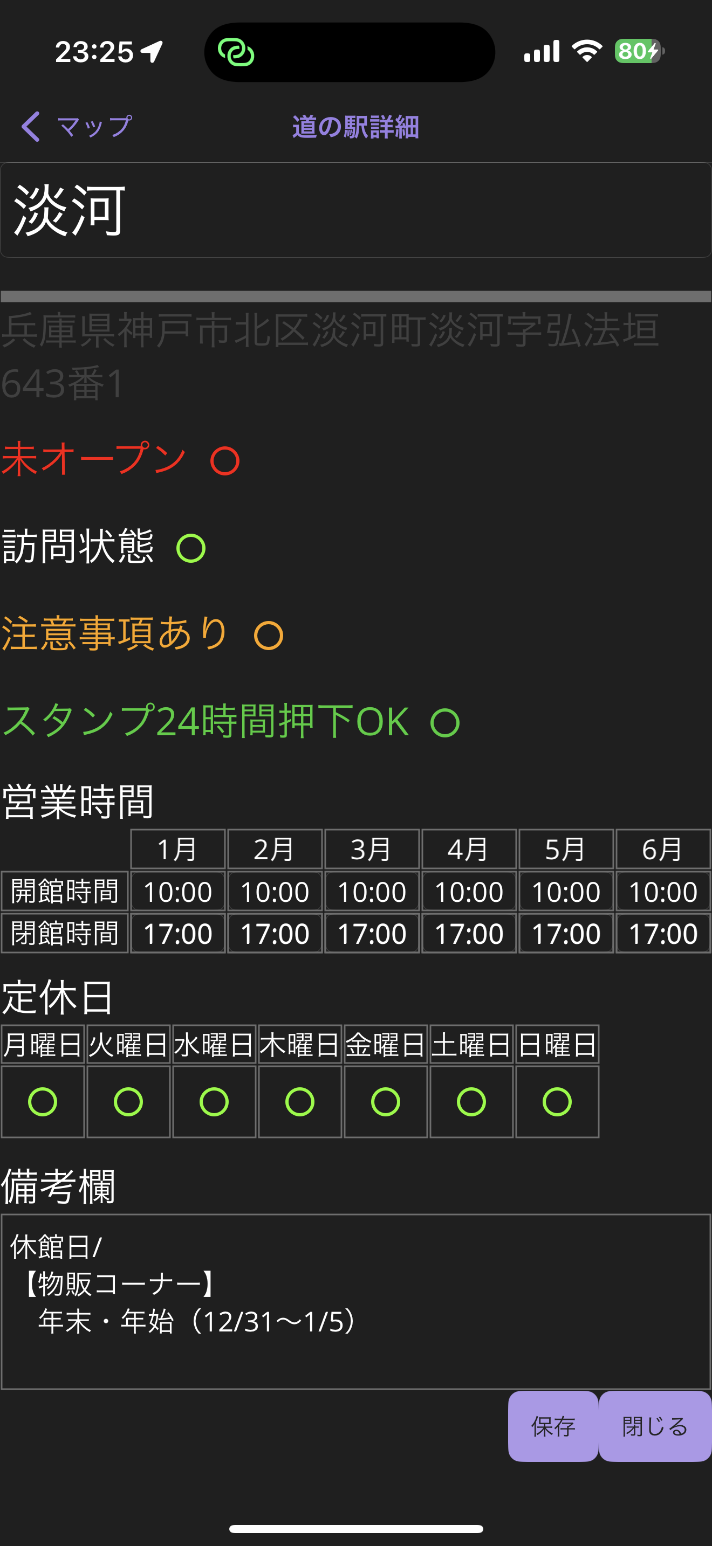 23:25
80
マップ
道の駅詳細
淡河
兵庫県神戸市北区淡河町淡河字弘法垣
643番1
未オープン ○
訪問状態 ○
注意事項あり ○
スタンプ24時間押下OK ○
営業時間
1月 2月 3月 4月 5月 6月
開館時間 10:00 10:00 10:00 10:00 10:00 10:00
閉館時間 17:00 17:00 17:00 17:00 17:00 17:00
定休日
月曜日 火曜日 水曜日 木曜日 金曜日 土曜日 日曜日
○ ○ ○ ○ ○ ○ ○
備考欄
休館日/
【物販コーナー】
年末・年始（12/31～1/5）
保存 閉じる